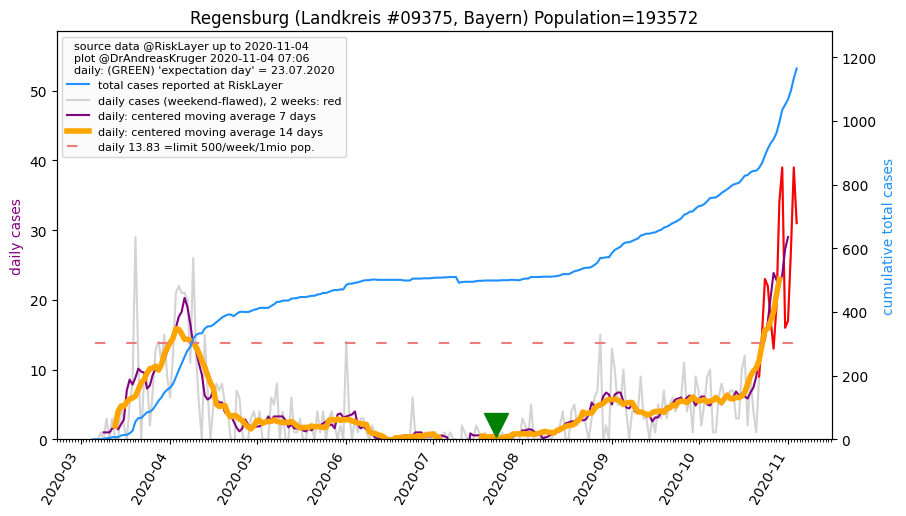 Regensburg (Landkreis #09375, Bayern) Population=193572
source data @RiskLayer up to 2020-11-04
plot @DrAndreasKruger 2020-11-04 07:06
daily: (GREEN) 'expectation day' = 23.07.2020
total cases reported at RiskLayer
daily cases (weekend-flawed), 2 weeks: red
daily: centered moving average 7 days
daily: centered moving average 14 days
daily 13.83 =limit 500/week/1mio pop.
daily cases
50
40
30
20
10
0
1200
1000
800
600
400
200
0
cumulative total cases
2020-03
2020-04
2020-05
2020-06
2020-07
2020-08
2020-09
2020-10
2020-11